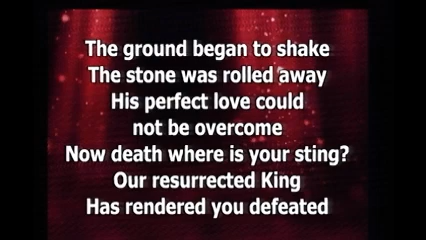 The ground began to shake
The stone was rolled away
His perfect love could
not be overcome
Now death where is your sting?
Our resurrected King
Has rendered you defeated